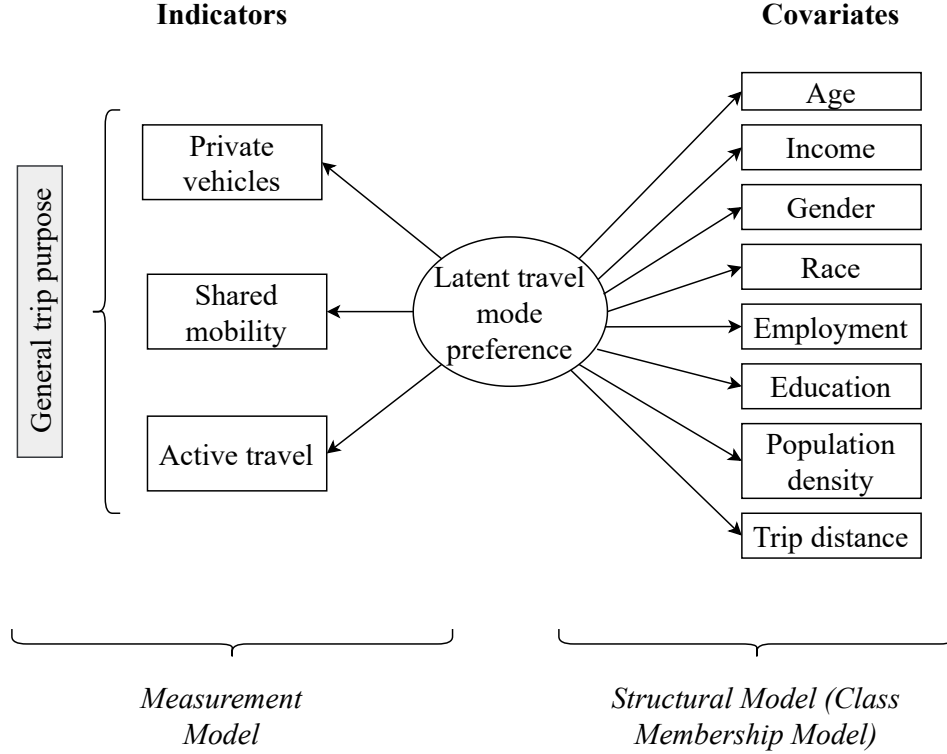 Indicators
Covariates
General trip purpose
Private
vehicles
Shared
mobility
Active travel
Latent travel
mode
preference
Age
Income
Gender
Race
Employment
Education
Population
density
Trip distance
Measurement
Model
Structural Model (Class
Membership Model)